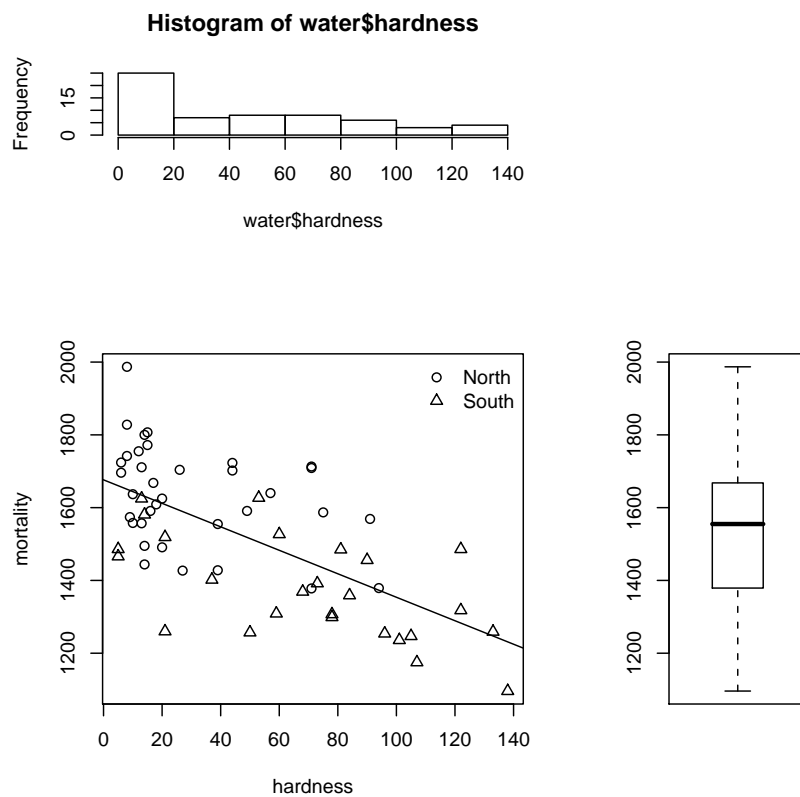 Histogram of water$hardness
Frequency
0 15
0 20 40 60 80 100 120 140
water$hardness
mortality
1200 1400 1600 1800 2000
North
South
0 20 40 60 80 100 120 140
hardness
1200 1400 1600 1800 2000